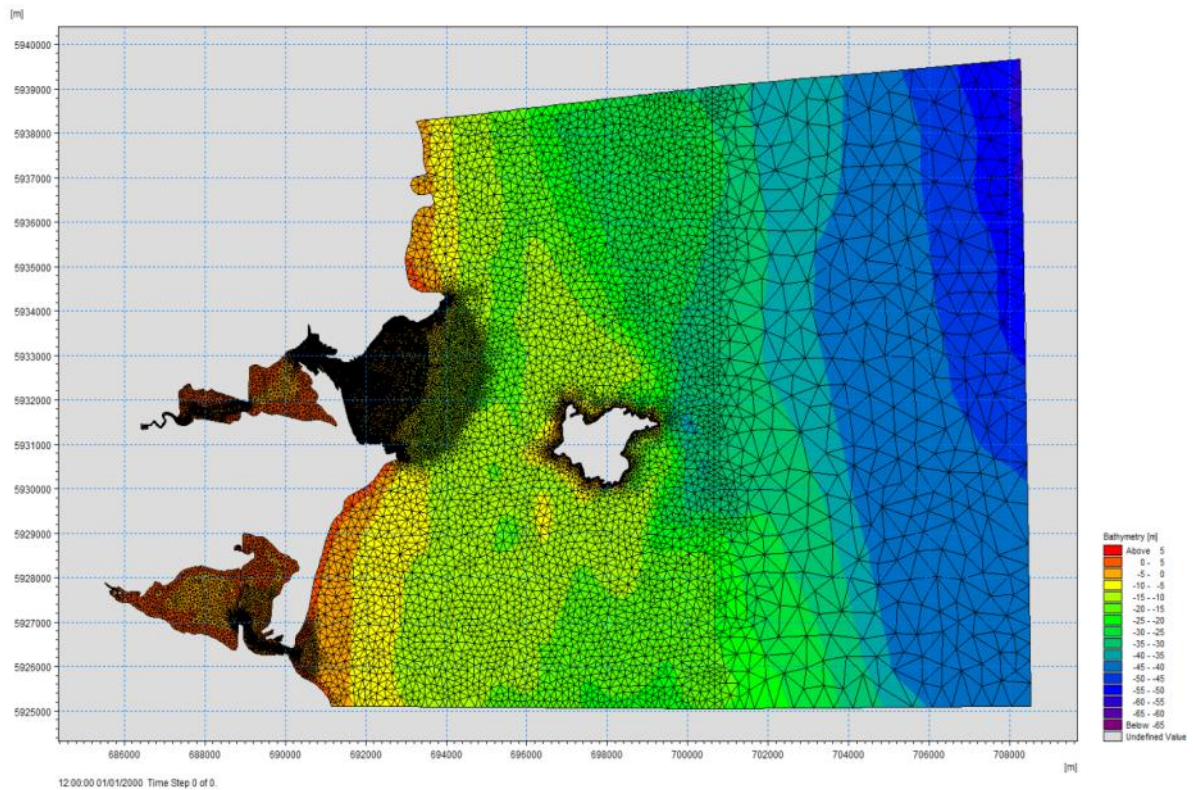 [m]
5940000
5939000
5938000
5937000
5936000
5935000
5934000
5933000
5932000
5931000
5930000
5929000
5928000
5927000
5926000
5925000
686000 688000 690000 692000 694000 696000 698000 700000 702000 704000 706000 708000
[m]
12:00:00 01/01/2000 Time Step 0 of 0.
Bathymetry [m]
Above 5
0 - 5
-5 - 0
-10 - -5
-15 - -10
-20 - -15
-25 - -20
-30 - -25
-35 - -30
-40 - -35
-45 - -40
-50 - -45
-55 - -50
-60 - -55
-65 - -60
Below -65
Undefined Value